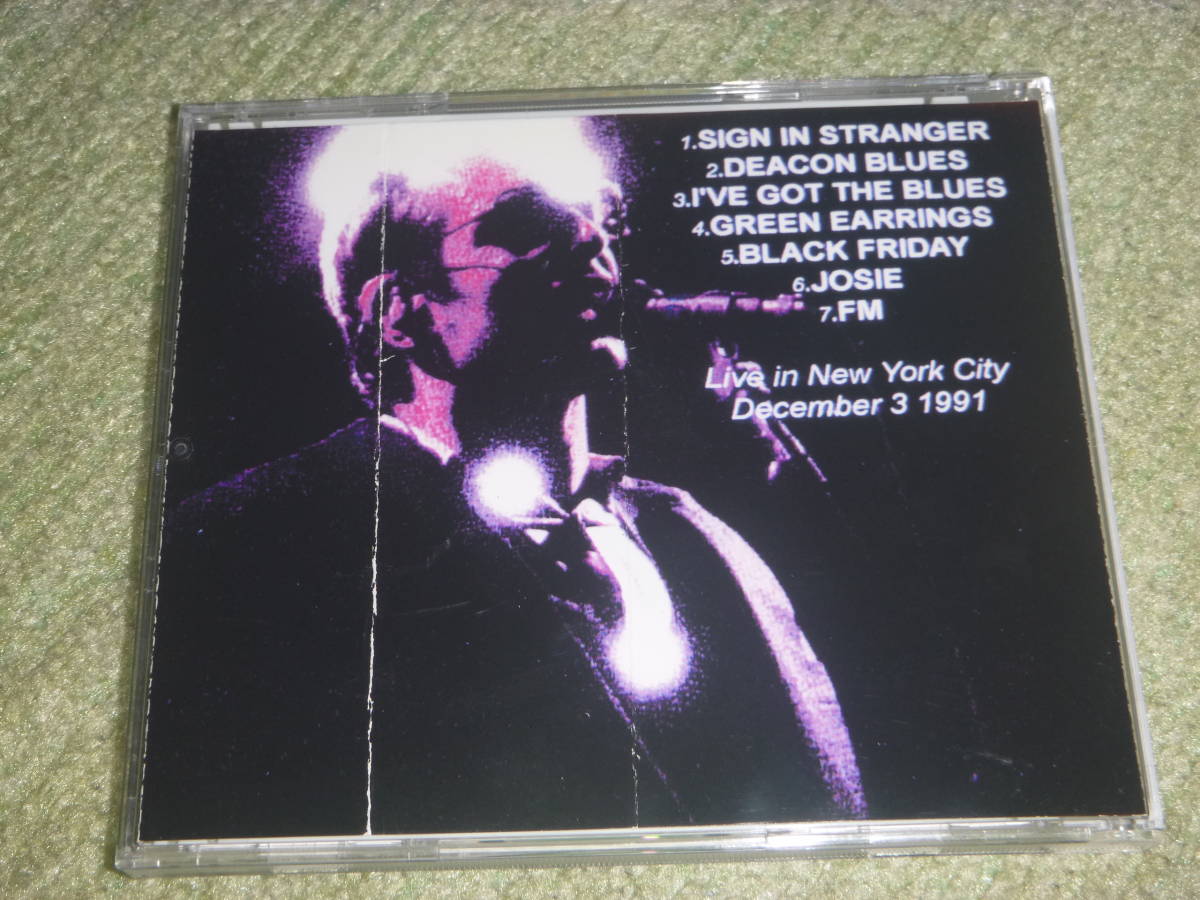 1.SIGN IN STRANGER
2.DEACON BLUES
3.I'VE GOT THE BLUES
4.GREEN EARRINGS
5.BLACK FRIDAY
6.JOSIE
7.FM
Live in New York City
December 3 1991